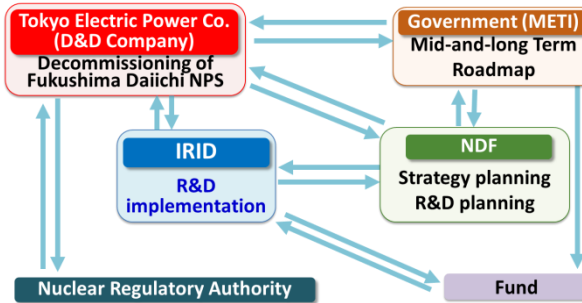 Tokyo Electric Power Co.
(D&D Company)
Decommissioning of
Fukushima Daiichi NPS
Government (METI)
Mid-and-long Term
Roadmap
IRID
R&D
implementation
NDF
Strategy planning
R&D planning
Nuclear Regulatory Authority
Fund